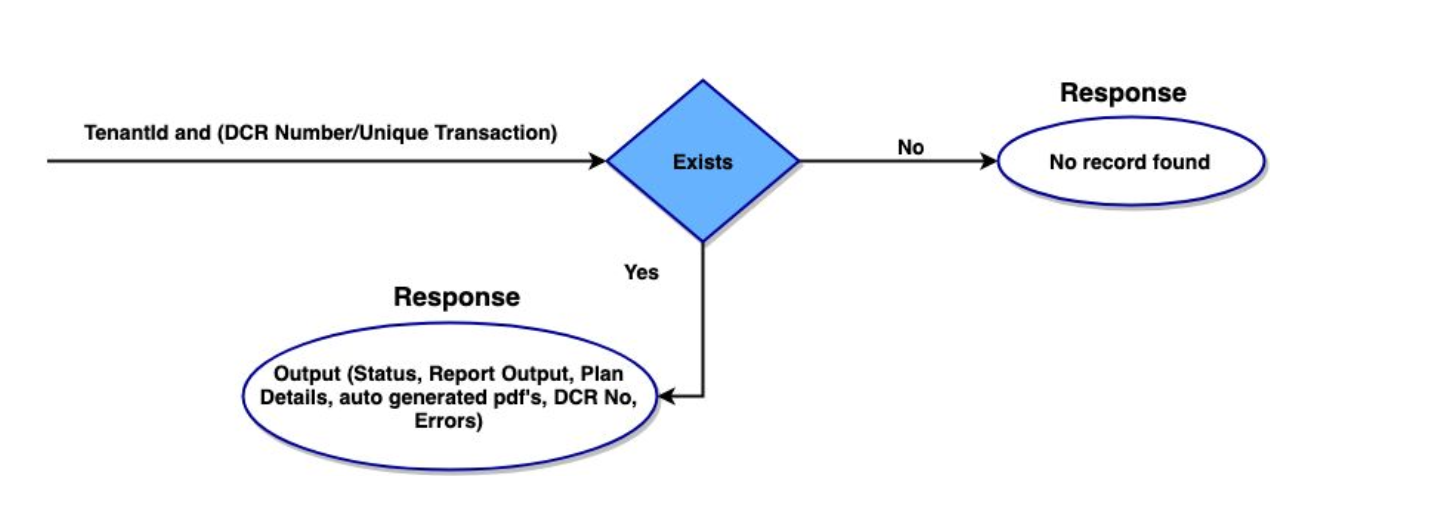 Response
TenantId and (DCR Number/Unique Transaction)
Exists
No
No record found
Yes
Response
Output (Status, Report Output, Plan
Details, auto generated pdf's, DCR No,
Errors)